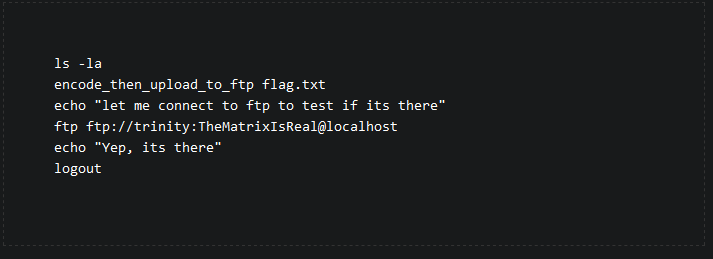 ls -la
encode_then_upload_to_ftp flag.txt
echo "let me connect to ftp to test if its there"
ftp ftp://trinity:TheMatrixIsReal@localhost
echo "Yep, its there"
logout